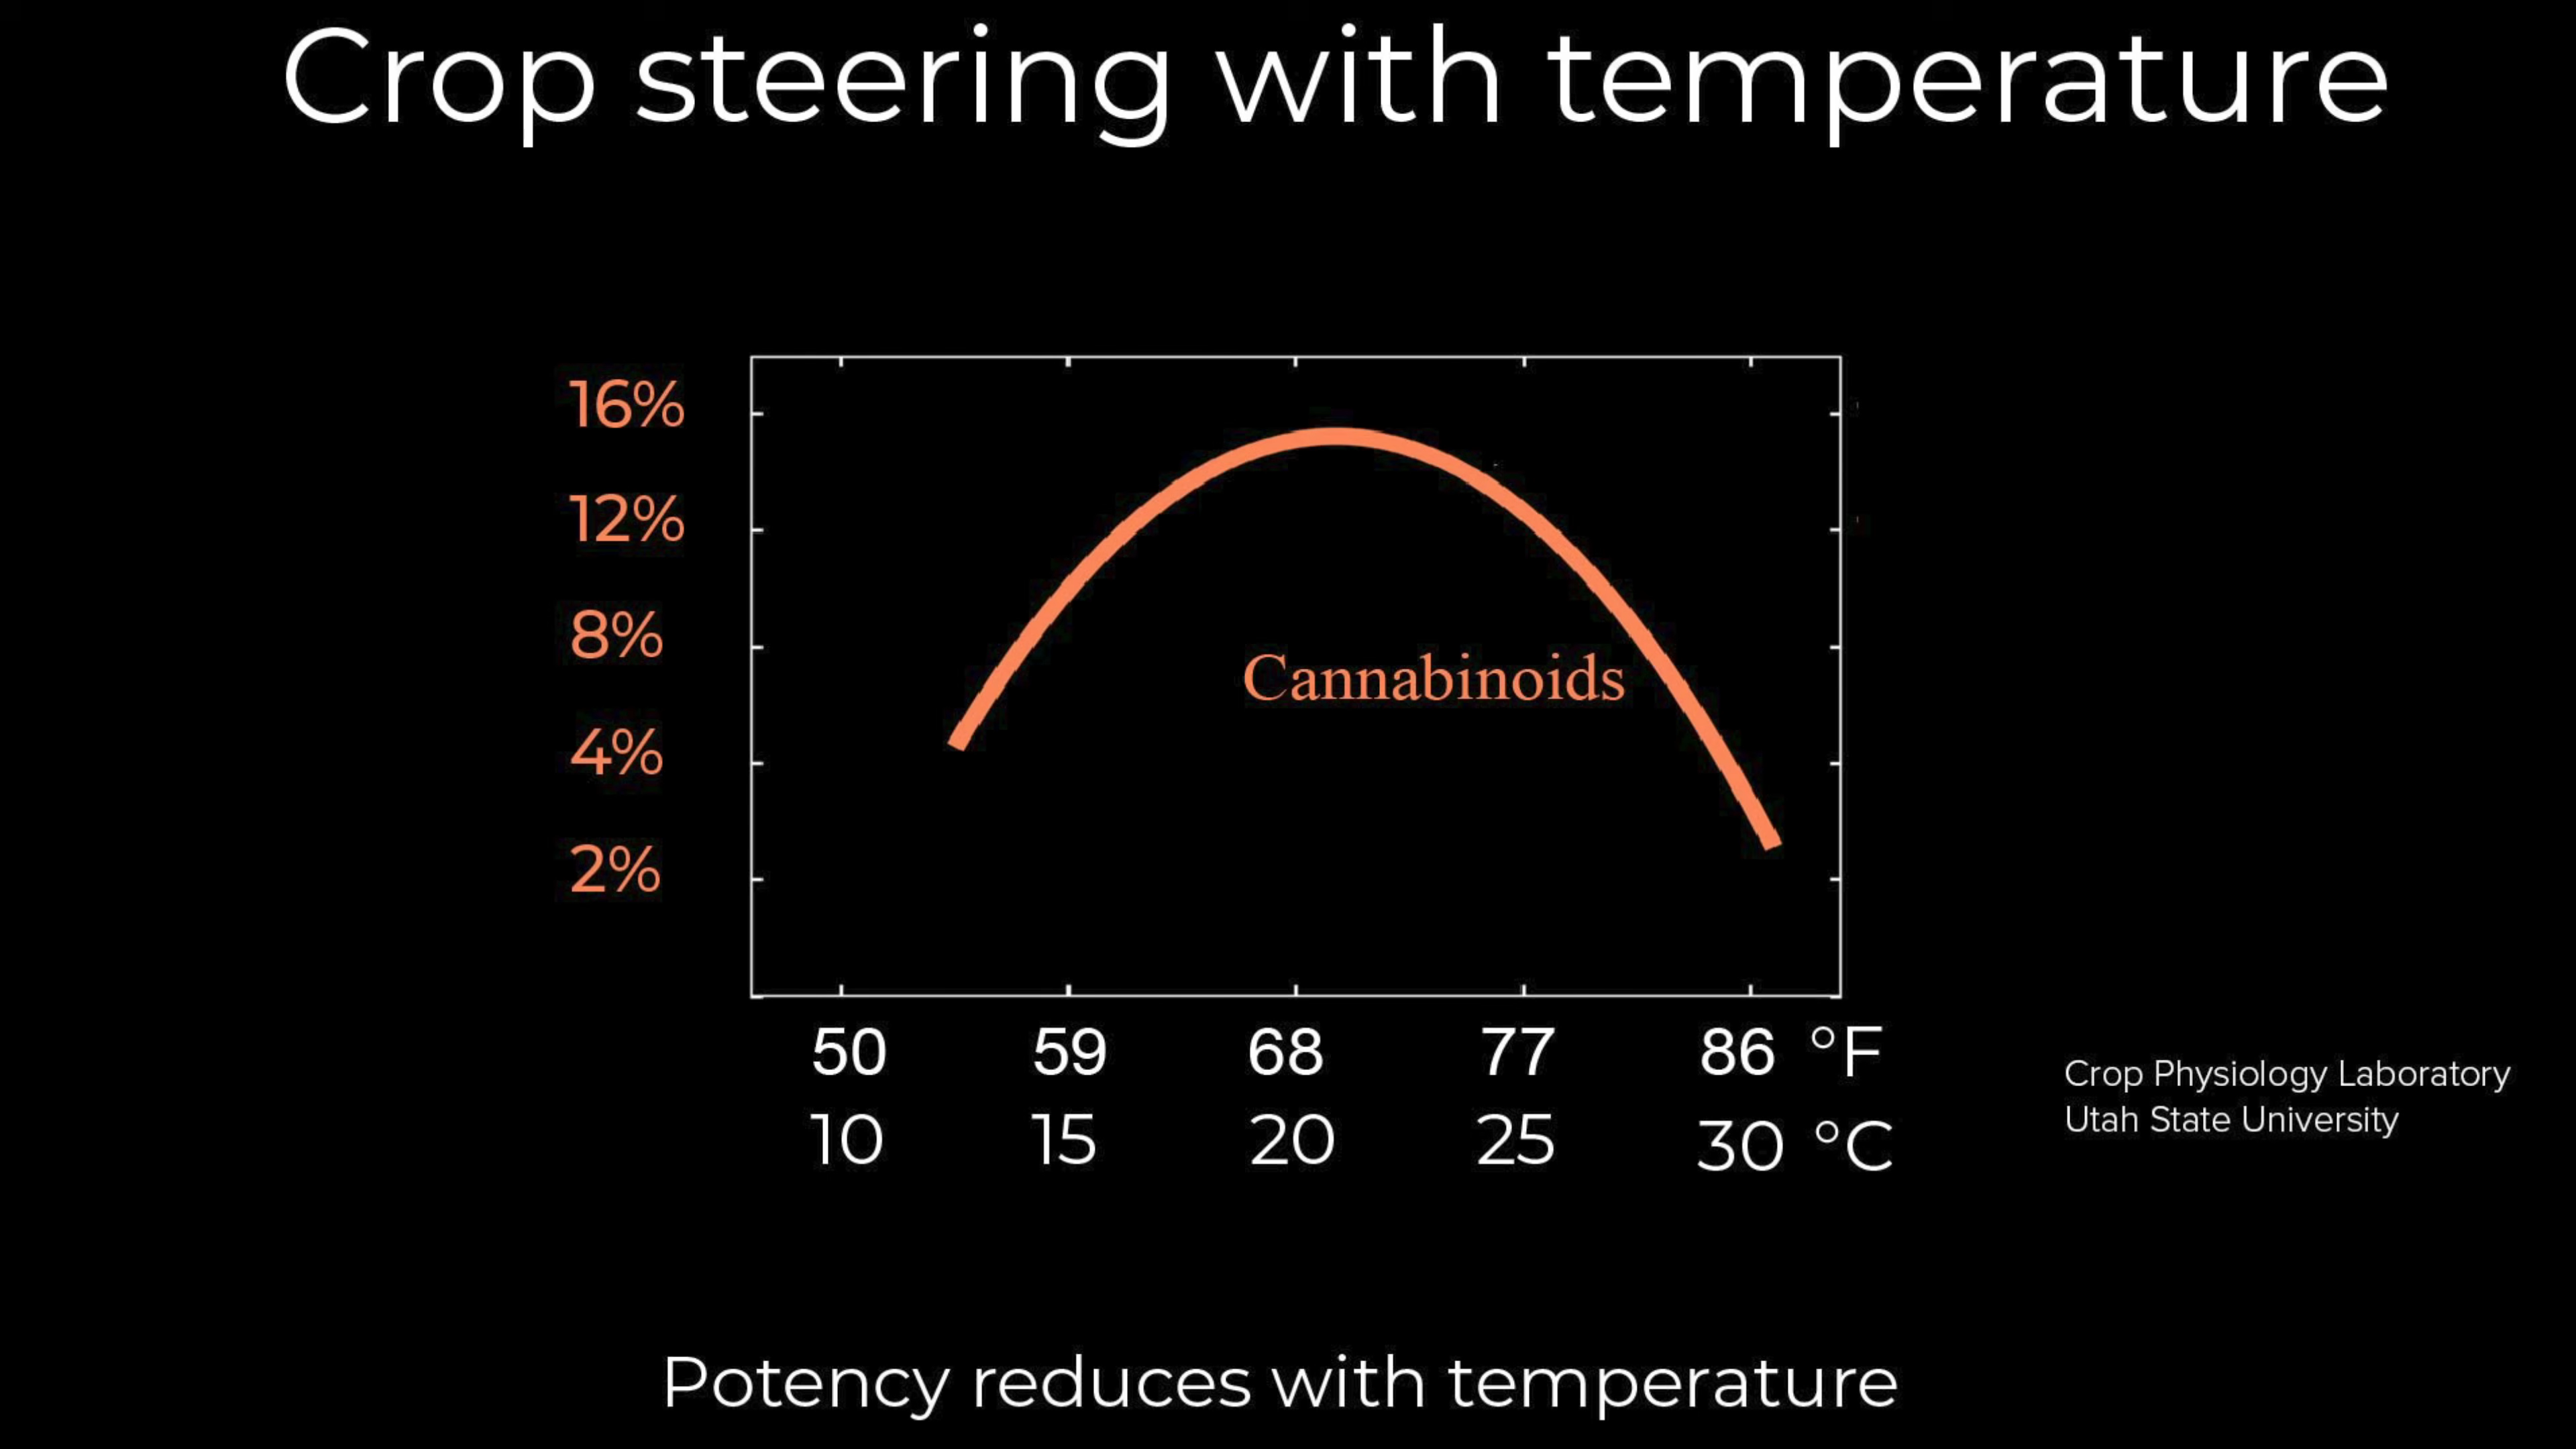 Crop steering with temperature
16%
12%
8%
4%
2%
Cannabinoids
50 59 68 77 86 °F
10 15 20 25 30 °C
Crop Physiology Laboratory
Utah State University
Potency reduces with temperature